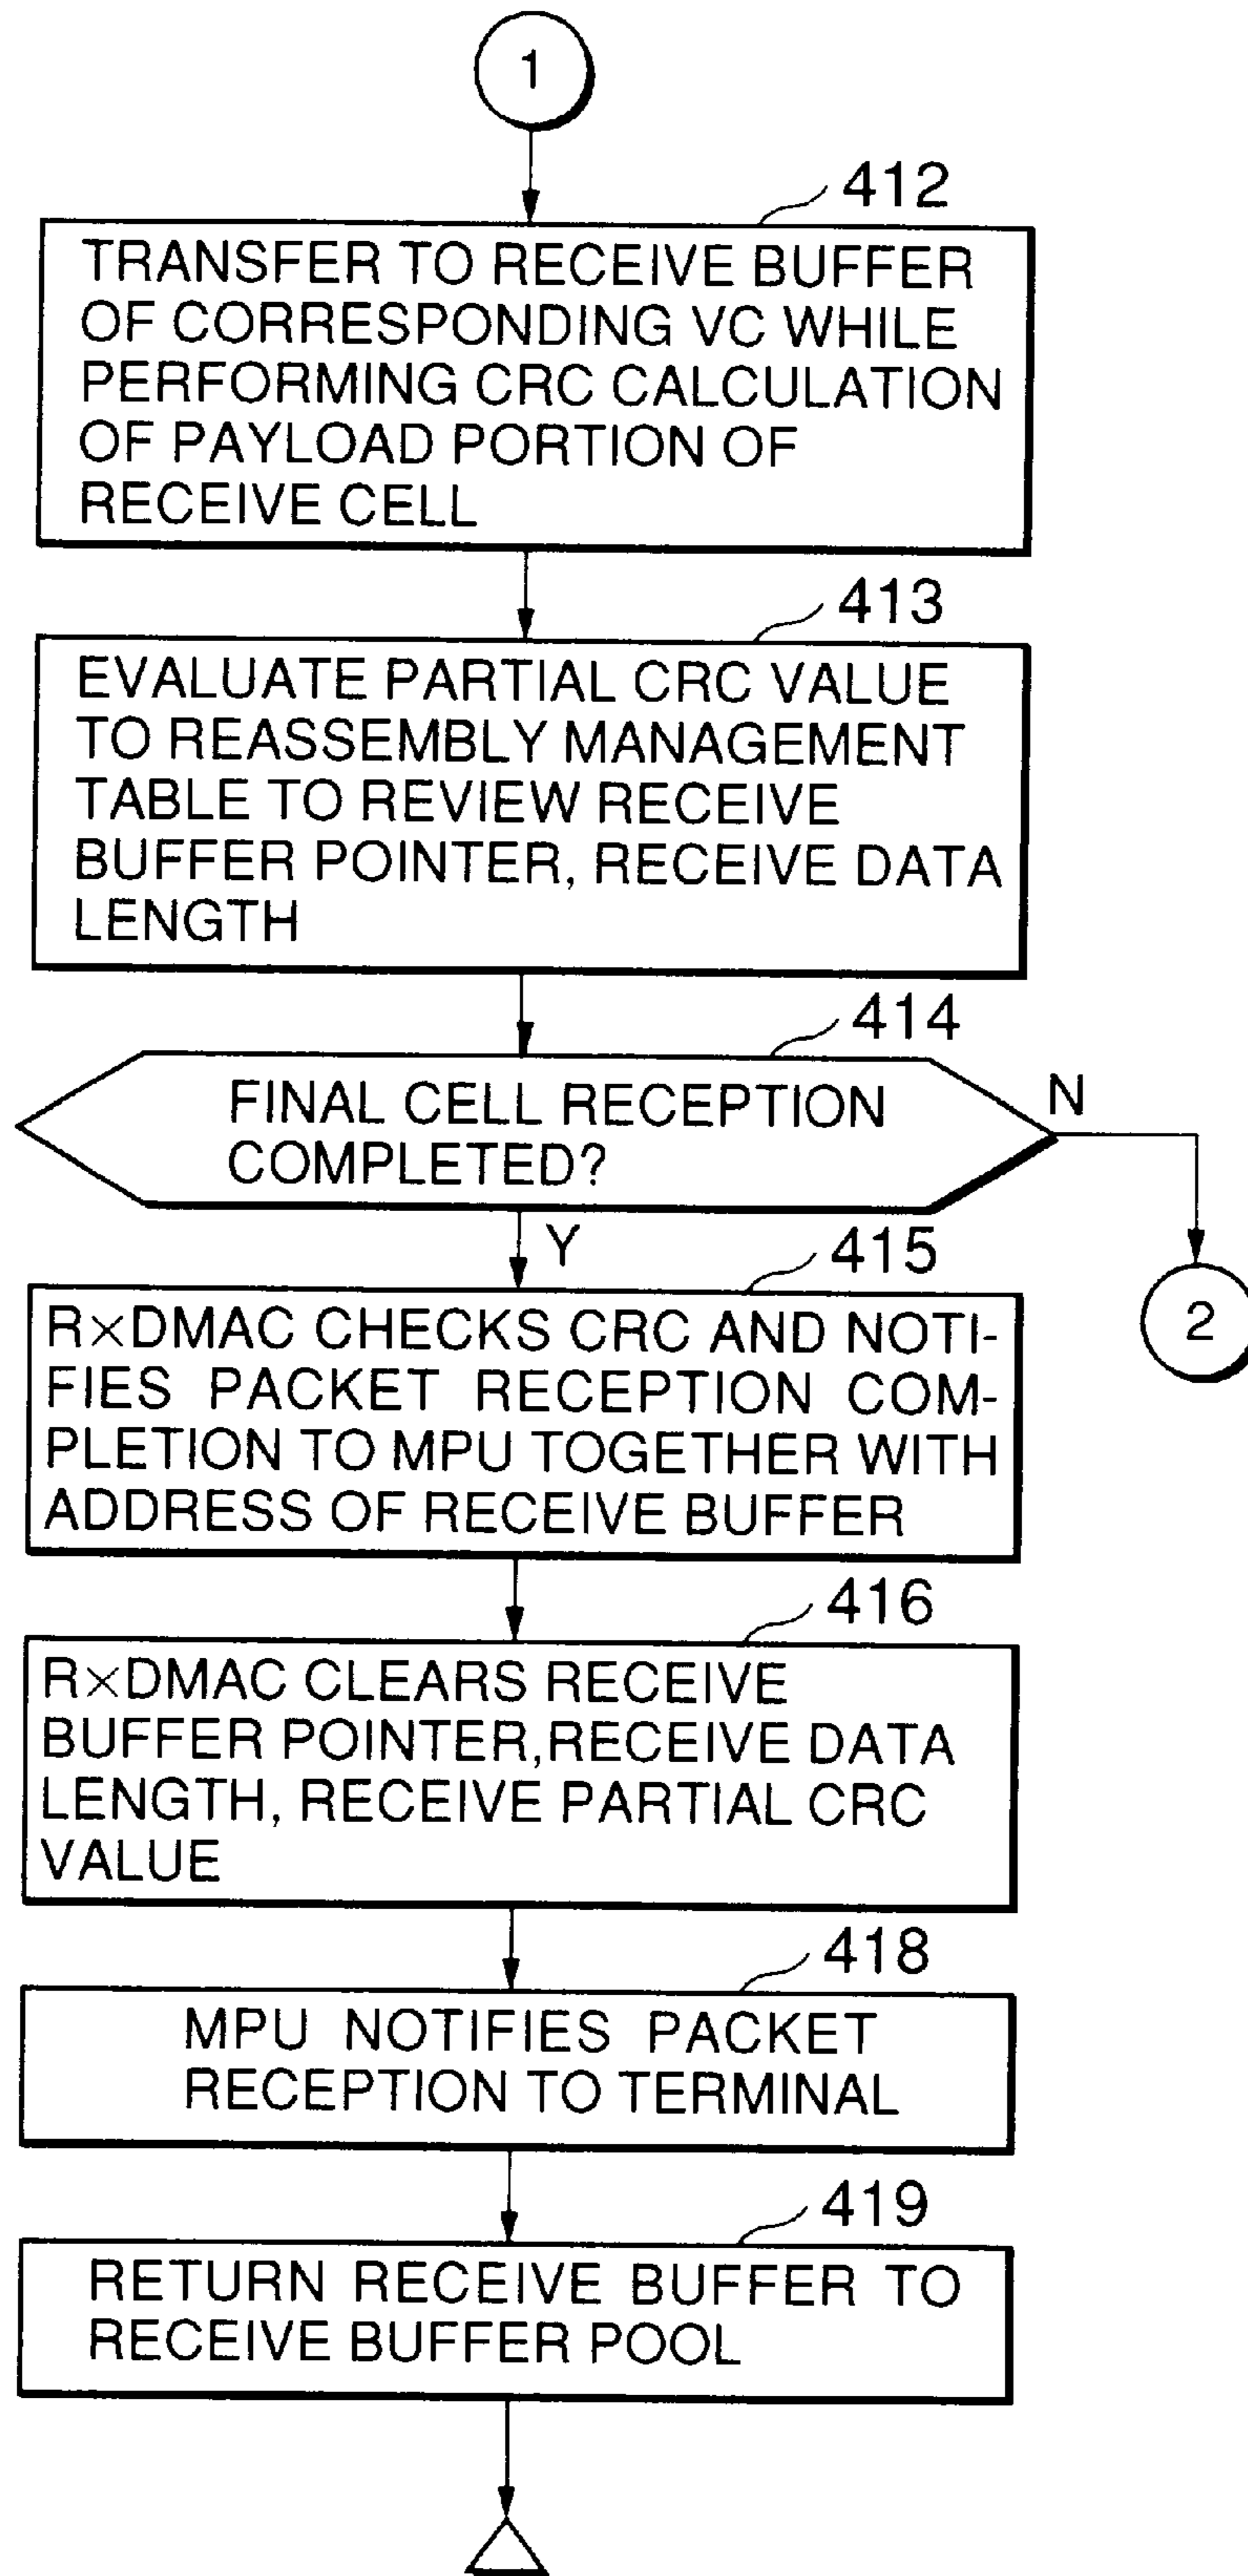 1
412
TRANSFER TO RECEIVE BUFFER
OF CORRESPONDING VC WHILE
PERFORMING CRC CALCULATION
OF PAYLOAD PORTION OF
RECEIVE CELL
413
EVALUATE PARTIAL CRC VALUE
TO REASSEMBLY MANAGEMENT
TABLE TO REVIEW RECEIVE
BUFFER POINTER, RECEIVE DATA
LENGTH
414
FINAL CELL RECEPTION
COMPLETED?
N
2
Y
415
R×DMAC CHECKS CRC AND NOTI-
FIES PACKET RECEPTION COM-
PLETION TO MPU TOGETHER WITH
ADDRESS OF RECEIVE BUFFER
416
R×DMAC CLEARS RECEIVE
BUFFER POINTER,RECEIVE DATA
LENGTH, RECEIVE PARTIAL CRC
VALUE
418
MPU NOTIFIES PACKET
RECEPTION TO TERMINAL
419
RETURN RECEIVE BUFFER TO
RECEIVE BUFFER POOL